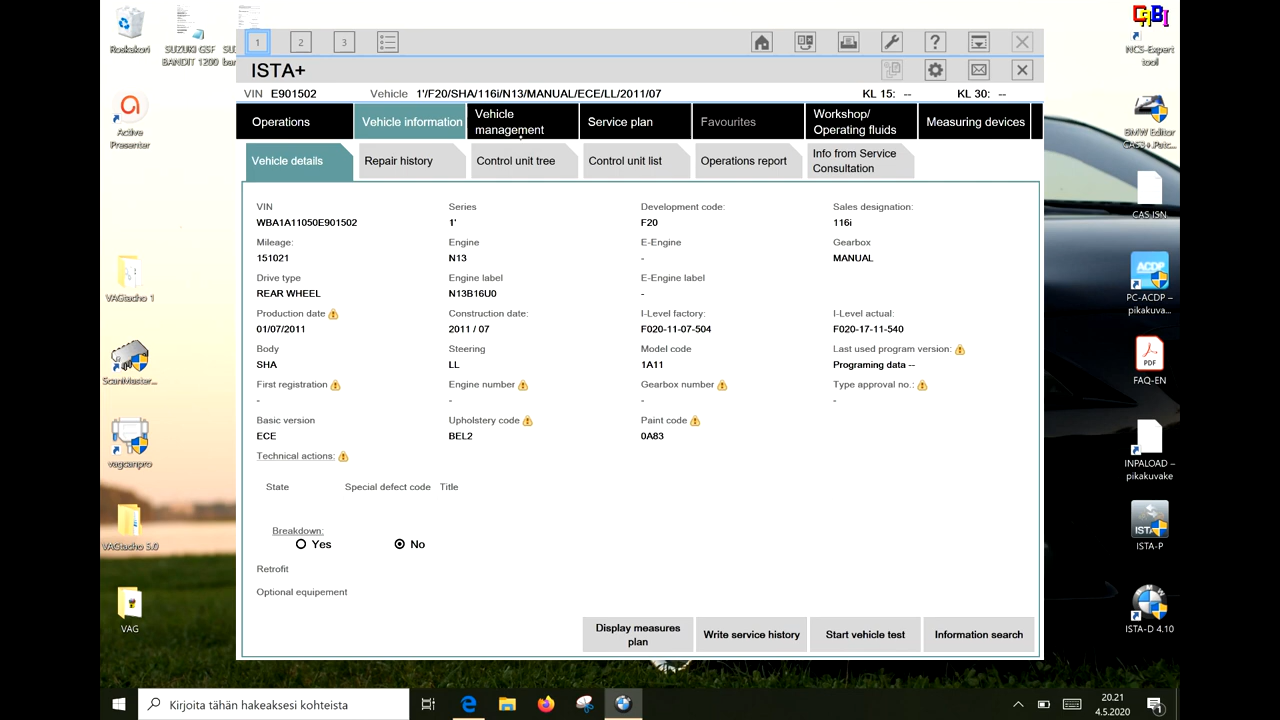 Roskakori
SUZUKI GSF
BANDIT 1200
Active
Presenter
VAGtacho 1
ScanMaster...
vagcanpro
VAGtacho 5.0
VAG
1
2
3
?
ISTA+
VIN E901502
Vehicle 1'/F20/SHA/116i/N13/MANUAL/ECE/LL/2011/07
KL 15: --
KL 30: --
Operations
Vehicle information
Vehicle
management
Service plan
Favourites
Workshop/
Operating fluids
Measuring devices
Vehicle details
Repair history
Control unit tree
Control unit list
Operations report
Info from Service
Consultation
VIN
WBA1A11050E901502
Series
1'
Development code:
F20
Sales designation:
116i
Mileage:
151021
Engine
N13
E-Engine
-
Gearbox
MANUAL
Drive type
REAR WHEEL
Engine label
N13B16U0
E-Engine label
-
Production date
01/07/2011
Construction date:
2011 / 07
I-Level factory:
F020-11-07-504
I-Level actual:
F020-17-11-540
Body
SHA
Steering
LL
Model code
1A11
Last used program version:
Programing data --
First registration
-
Engine number
-
Gearbox number
-
Type approval no.:
-
Basic version
ECE
Upholstery code
BEL2
Paint code
0A83
Technical actions:
State
Special defect code
Title
Breakdown:
Yes
No
Retrofit
Optional equipement
Display measures
plan
Write service history
Start vehicle test
Information search
NCS-Expert
tool
BMW Editor
CAS3+.Patc...
CAS ISN
ACDP
PC-ACDP –
pikakuva...
PDF
FAQ-EN
INPALOAD –
pikakuvake
ISTA-P
ISTA-D 4.10
Kirjoita tähän hakeaksesi kohteista
20.21
4.5.2020
1